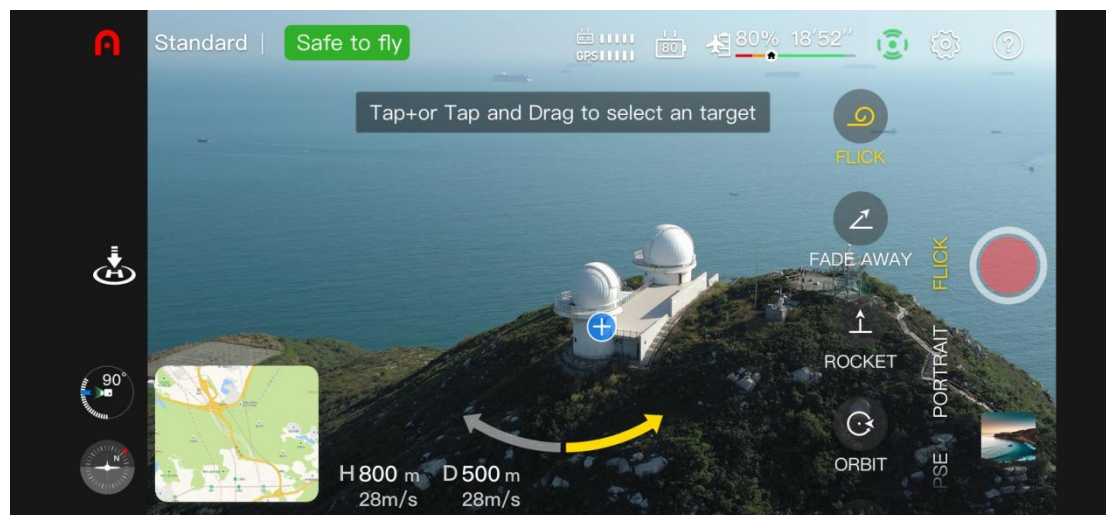 Standard |
Safe to fly
GPS
80
80% 18'52''
Tap+or Tap and Drag to select an target
FLICK
FADE AWAY
ROCKET
ORBIT
FLICK
PORTRAIT
PSE
90°
N
H 800 m D 500 m
28m/s 28m/s